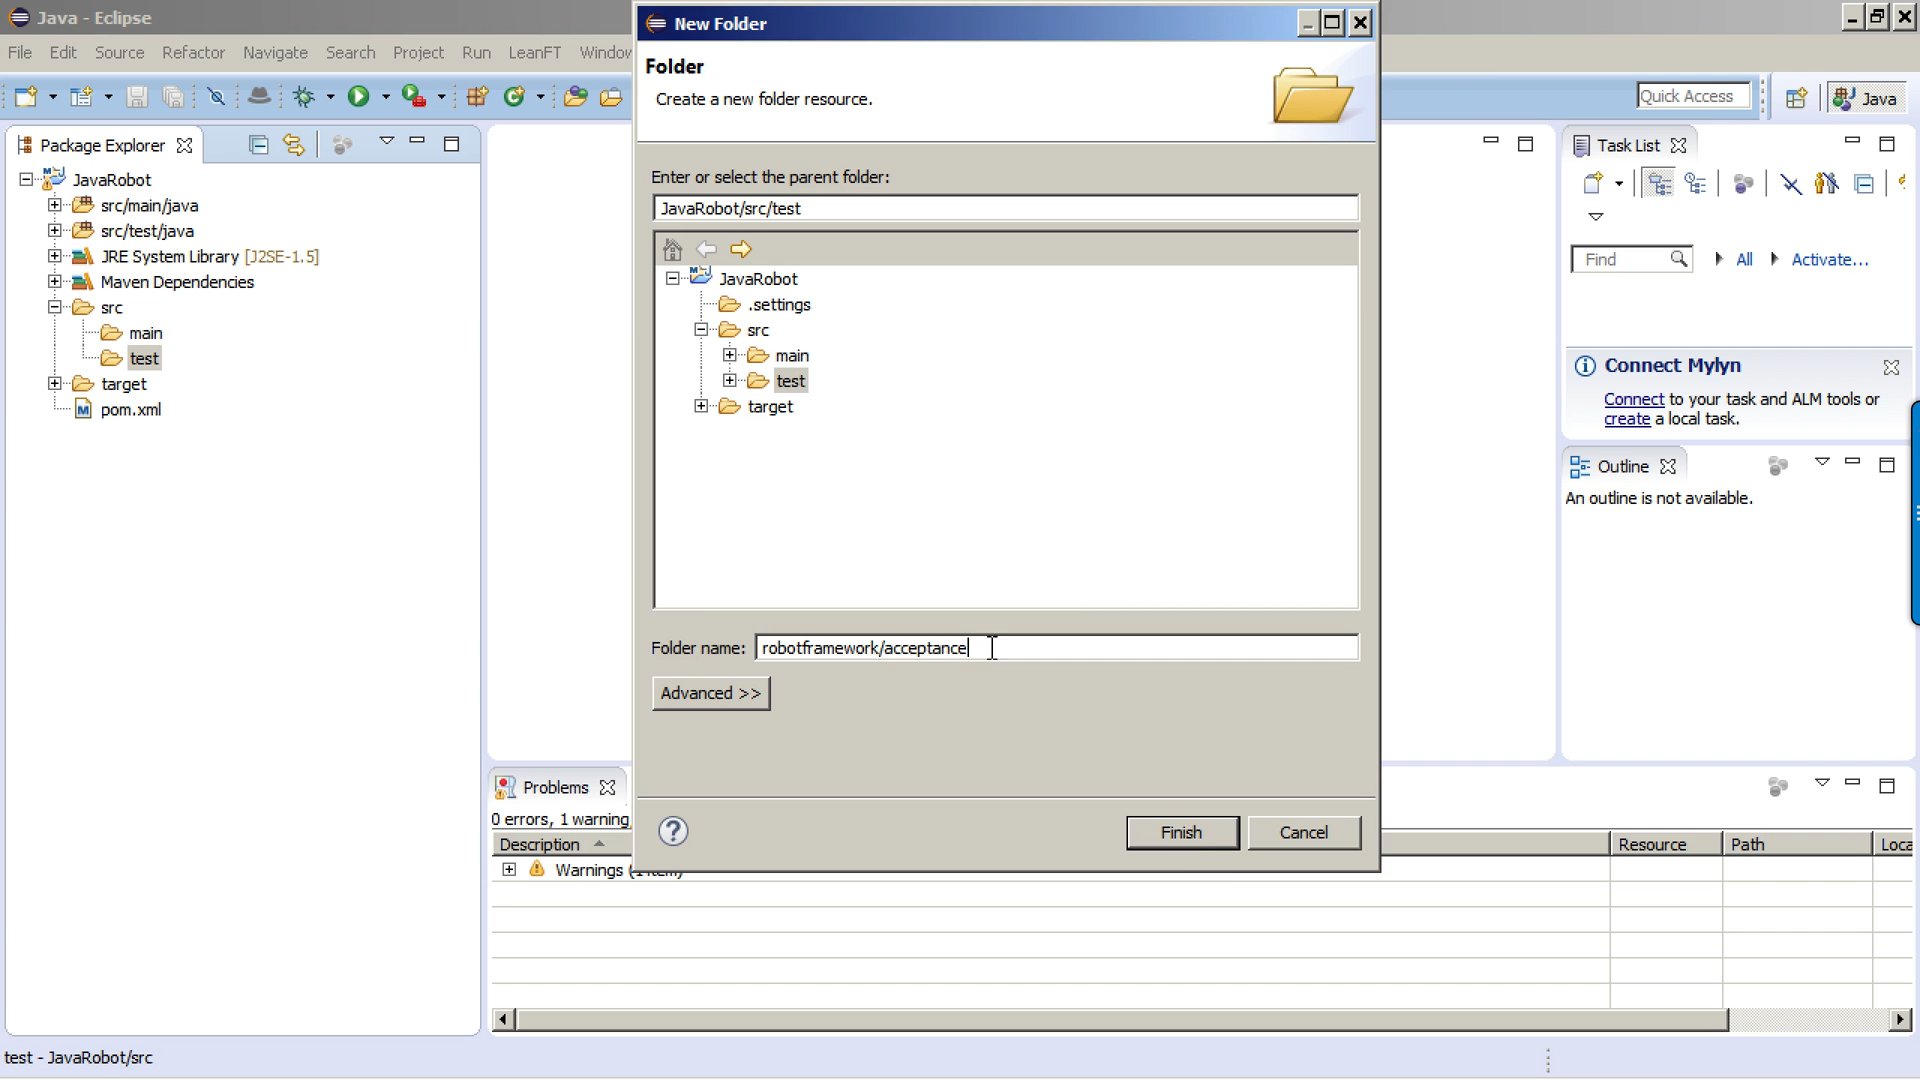 Java - Eclipse
New Folder
File Edit Source Refactor Navigate Search Project Run LeanFT Window
Folder
Create a new folder resource.
Quick Access
Java
Package Explorer
Task List
JavaRobot
src/main/java
src/test/java
JRE System Library [J2SE-1.5]
Maven Dependencies
src
main
test
target
pom.xml
Enter or select the parent folder:
JavaRobot/src/test
JavaRobot
.settings
src
main
test
target
Folder name: robotframework/acceptance
Advanced >>
Finish
Cancel
Find
All
Activate...
Connect Mylyn
Connect to your task and ALM tools or
create a local task.
Outline
An outline is not available.
Problems
0 errors, 1 warning,
Description Resource Path Loca
Warnings
test - JavaRobot/src